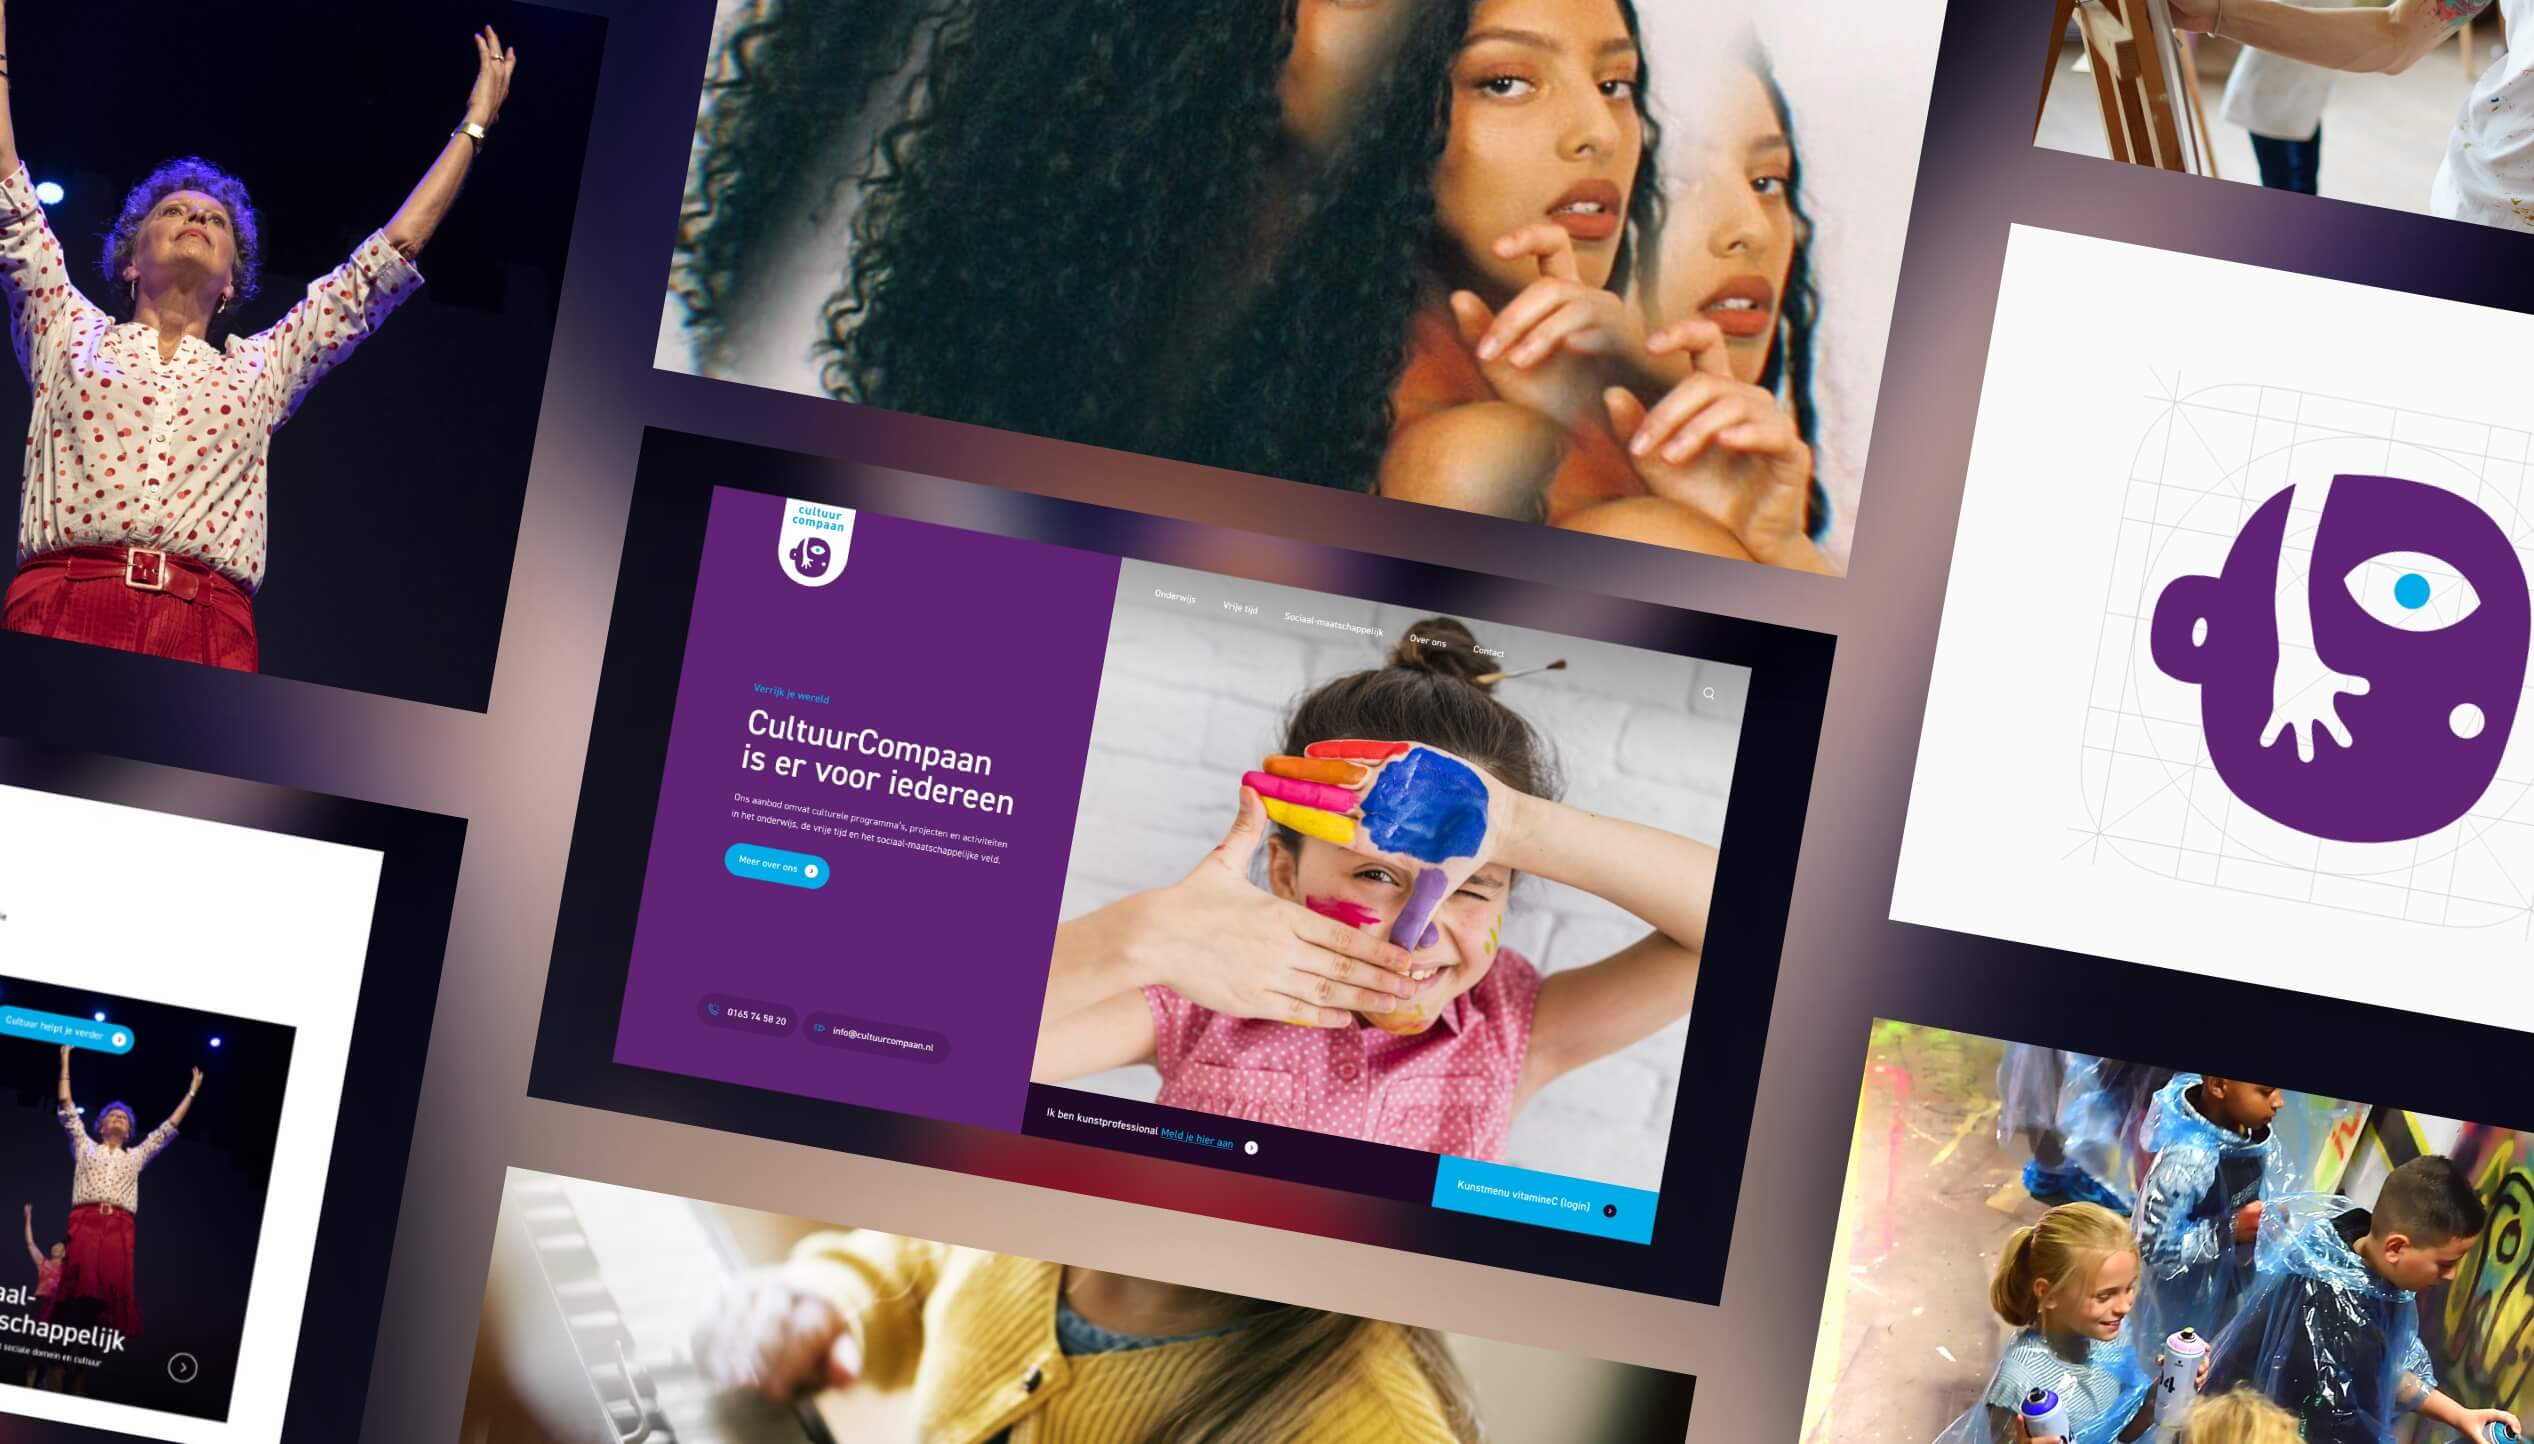 cultuur
compaan
Onderwijs
Vrije tijd
Sociaal-maatschappelijk
Over ons
Contact
Verrijk je wereld
CultuurCompaan
is er voor iedereen
Ons aanbod omvat culturele programma's, projecten en activiteiten
in het onderwijs, de vrije tijd en het sociaal-maatschappelijke veld.
Meer over ons
0165 74 58 20
info@cultuurcompaan.nl
Ik ben kunstprofessional Meld je hier aan
Kunstmenu vitamineC (login)
Cultuur helpt je verder
aal-
schappelijk
sociale domein en cultuur